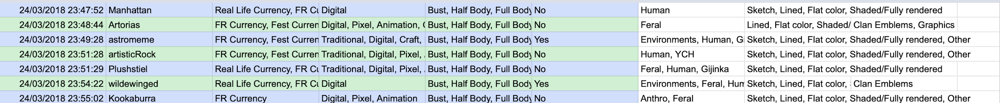 24/03/2018 23:47:52 Manhattan Real Life Currency, FR Digital Bust, Half Body, Full Body No Human Sketch, Lined, Flat color, Shaded/Fully rendered
24/03/2018 23:48:44 Artorias FR Currency, Fest Digital, Pixel, Animation, Bust, Half Body, Full Body No Feral Lined, Flat color, Shaded/ Clan Emblems, Graphics
24/03/2018 23:49:28 astromeme FR Currency, Fest Traditional, Digital, Craft, Bust, Half Body, Full Body Yes Environments, Human, Sketch, Lined, Flat color, Shaded/Fully rendered, Other
24/03/2018 23:51:28 artisticRock FR Currency, Fest Traditional, Digital, Pixel, Bust, Half Body, Full Body No Human, YCH Sketch, Lined, Flat color, Shaded/Fully rendered, Other
24/03/2018 23:51:29 Plushstiel Real Life Currency, FR Traditional, Digital, Pixel, Bust, Half Body, Full Body No Feral, Human, Gijinka Sketch, Lined, Flat color, Shaded/Fully rendered
24/03/2018 23:54:22 wildewinged Real Life Currency, FR Digital Bust, Half Body, Full Body Yes Environments, Feral, Sketch, Lined, Flat color, Clan Emblems
24/03/2018 23:55:02 Kookaburra FR Currency Digital, Pixel, Animation Bust, Half Body, Full Body No Anthro, Feral Sketch, Lined, Flat color, Shaded/Fully rendered, Other